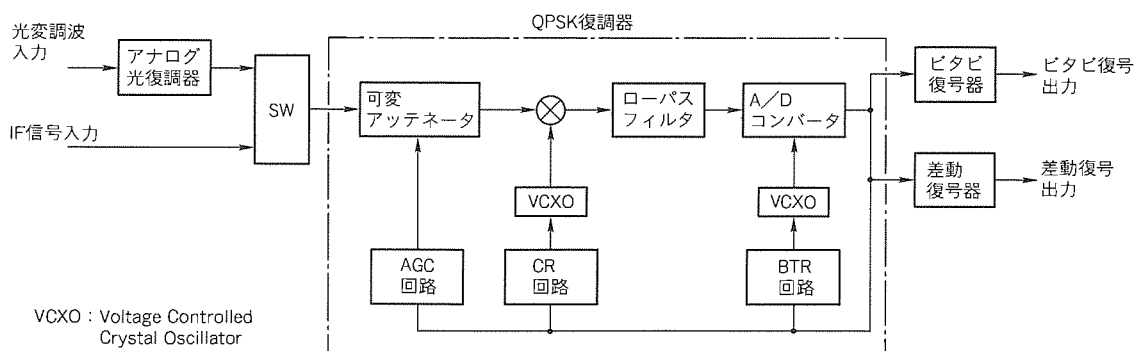 QPSK復調器
光変調波
入力
アナログ
光復調器
SW
IF信号入力
可変
アッテネータ
ローパス
フィルタ
A/D
コンバータ
ビタビ
復号器
ビタビ復号
出力
差動
復号器
差動復号
出力
VCXO
VCXO
AGC
回路
CR
回路
BTR
回路
VCXO : Voltage Controlled
Crystal Oscillator